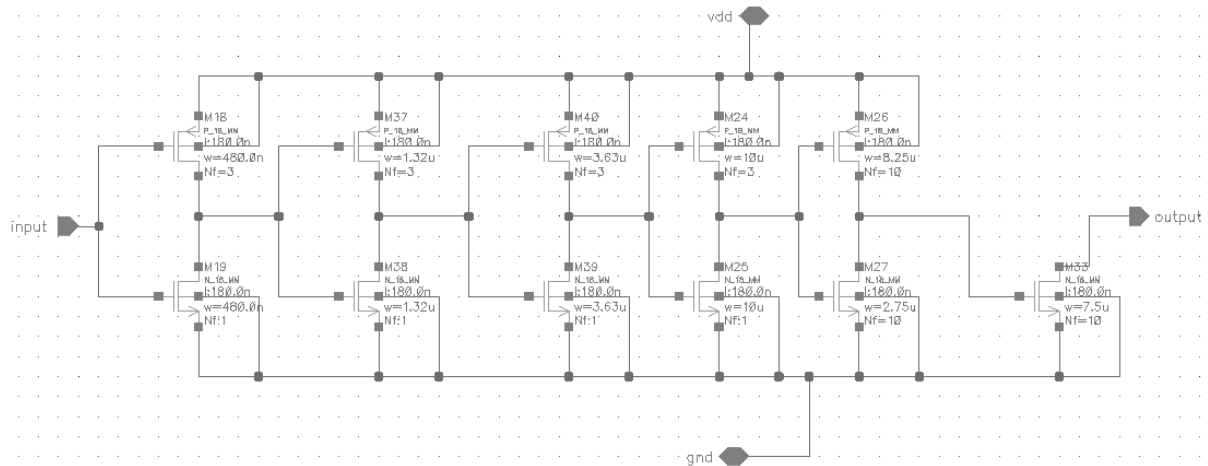 vdd
M18
P_18_MM
l:180.0n
w=480.0n
Nf=3
M37
P_18_MM
l:180.0n
w=1.32u
Nf=3
M40
P_18_MM
l:180.0n
w=3.63u
Nf=3
M24
P_18_MM
l:180.0n
w=10u
Nf=3
M26
P_18_MM
l:180.0n
w=8.25u
Nf=10
input
output
M19
N_18_MM
l:180.0n
w=480.0n
Nf:1
M38
N_18_MM
l:180.0n
w=1.32u
Nf:1
M39
N_18_MM
l:180.0n
w=3.63u
Nf:1
M25
N_18_MM
l:180.0n
w=10u
Nf:1
M27
N_18_MM
l:180.0n
w=2.75u
Nf=10
M33
N_18_MM
l:180.0n
w=7.5u
Nf=10
gnd